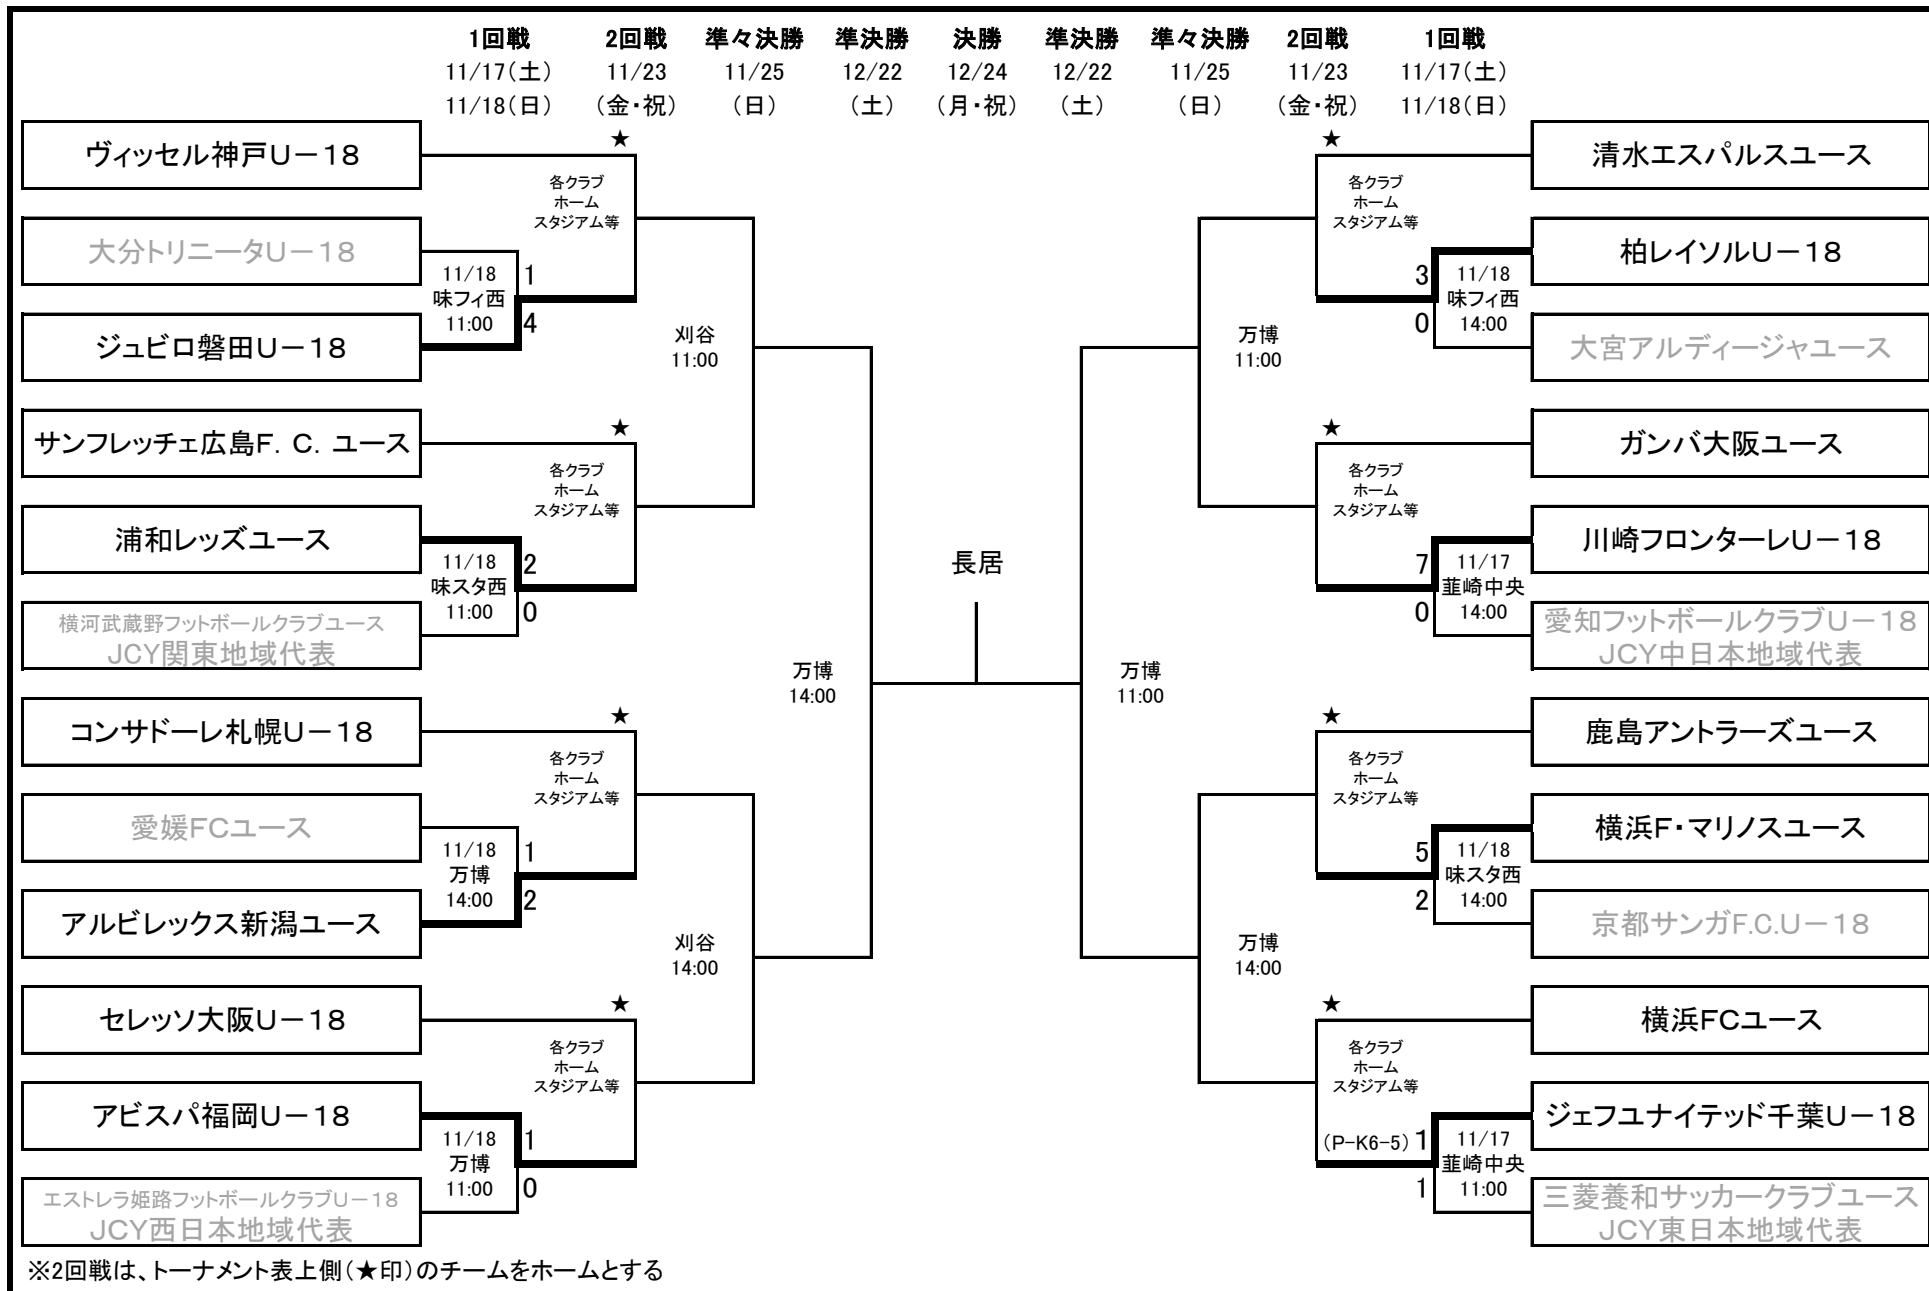 1回戦 2回戦 準々決勝 準決勝 決勝 準決勝 準々決勝 2回戦 1回戦
11/17(土) 11/23 11/25 12/22 12/24 12/22 11/25 11/23 11/17(土)
11/18(日) (金・祝) (日) (土) (月・祝) (土) (日) (金・祝) 11/18(日)
★ ★
ヴィッセル神戸U-18
清水エスパルスユース
各クラブ
ホーム
スタジアム等
各クラブ
ホーム
スタジアム等
大分トリニータU-18
柏レイソルU-18
11/18
味フィ西
11:00
1
4
3
0
11/18
味フィ西
14:00
ジュビロ磐田U-18
大宮アルディージャユース
刈谷
11:00
万博
11:00
★ ★
サンフレッチェ広島F.C.ユース
ガンバ大阪ユース
各クラブ
ホーム
スタジアム等
各クラブ
ホーム
スタジアム等
浦和レッズユース
川崎フロンターレU-18
11/18
味スタ西
11:00
2
0
長居
7
0
11/17
韮崎中央
14:00
横河武蔵野フットボールクラブユース
JCY関東地域代表
愛知フットボールクラブU-18
JCY中日本地域代表
万博
14:00
万博
11:00
★ ★
コンサドーレ札幌U-18
鹿島アントラーズユース
各クラブ
ホーム
スタジアム等
各クラブ
ホーム
スタジアム等
愛媛FCユース
横浜F・マリノスユース
11/18
万博
14:00
1
2
5
2
11/18
味スタ西
14:00
アルビレックス新潟ユース
京都サンガF.C.U-18
刈谷
14:00
万博
14:00
★ ★
セレッソ大阪U-18
横浜FCユース
各クラブ
ホーム
スタジアム等
各クラブ
ホーム
スタジアム等
アビスパ福岡U-18
ジェフユナイテッド千葉U-18
11/18
万博
11:00
1
0
(P-K6-5) 1
1
11/17
韮崎中央
11:00
エストレラ姫路フットボールクラブU-18
JCY西日本地域代表
三菱養和サッカークラブユース
JCY東日本地域代表
※2回戦は、トーナメント表上側(★印)のチームをホームとする